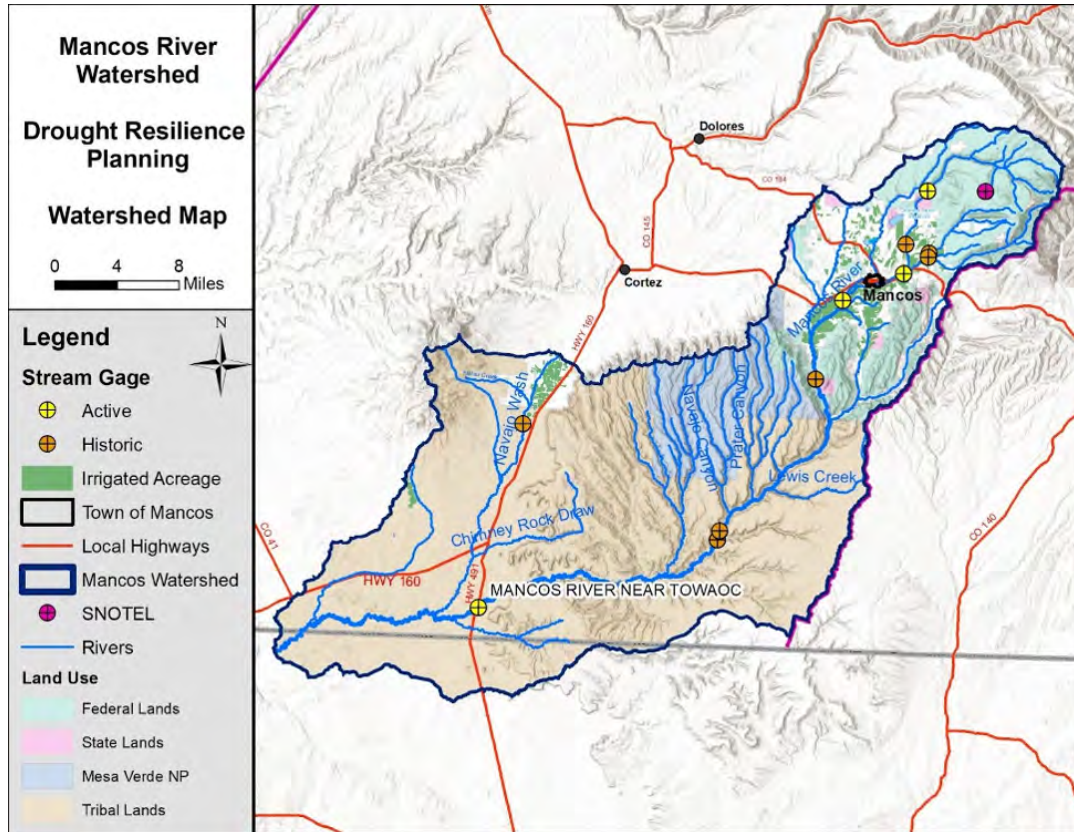 Mancos River
Watershed
Drought Resilience
Planning
Watershed Map
0 4 8
Miles
Legend
N
Stream Gage
Active
Historic
Irrigated Acreage
Town of Mancos
Local Highways
Mancos Watershed
SNOTEL
Rivers
Land Use
Federal Lands
State Lands
Mesa Verde NP
Tribal Lands
Dolores
CO 184
CO 145
Cortez
Mancos River
Mancos
HWY 160
Navajo Wash
Navajo Canyon
Prater Canyon
Lewis Creek
Chimney Rock Draw
CO 41
HWY 160
HWY 491
MANCOS RIVER NEAR TOWAOC
CO 140